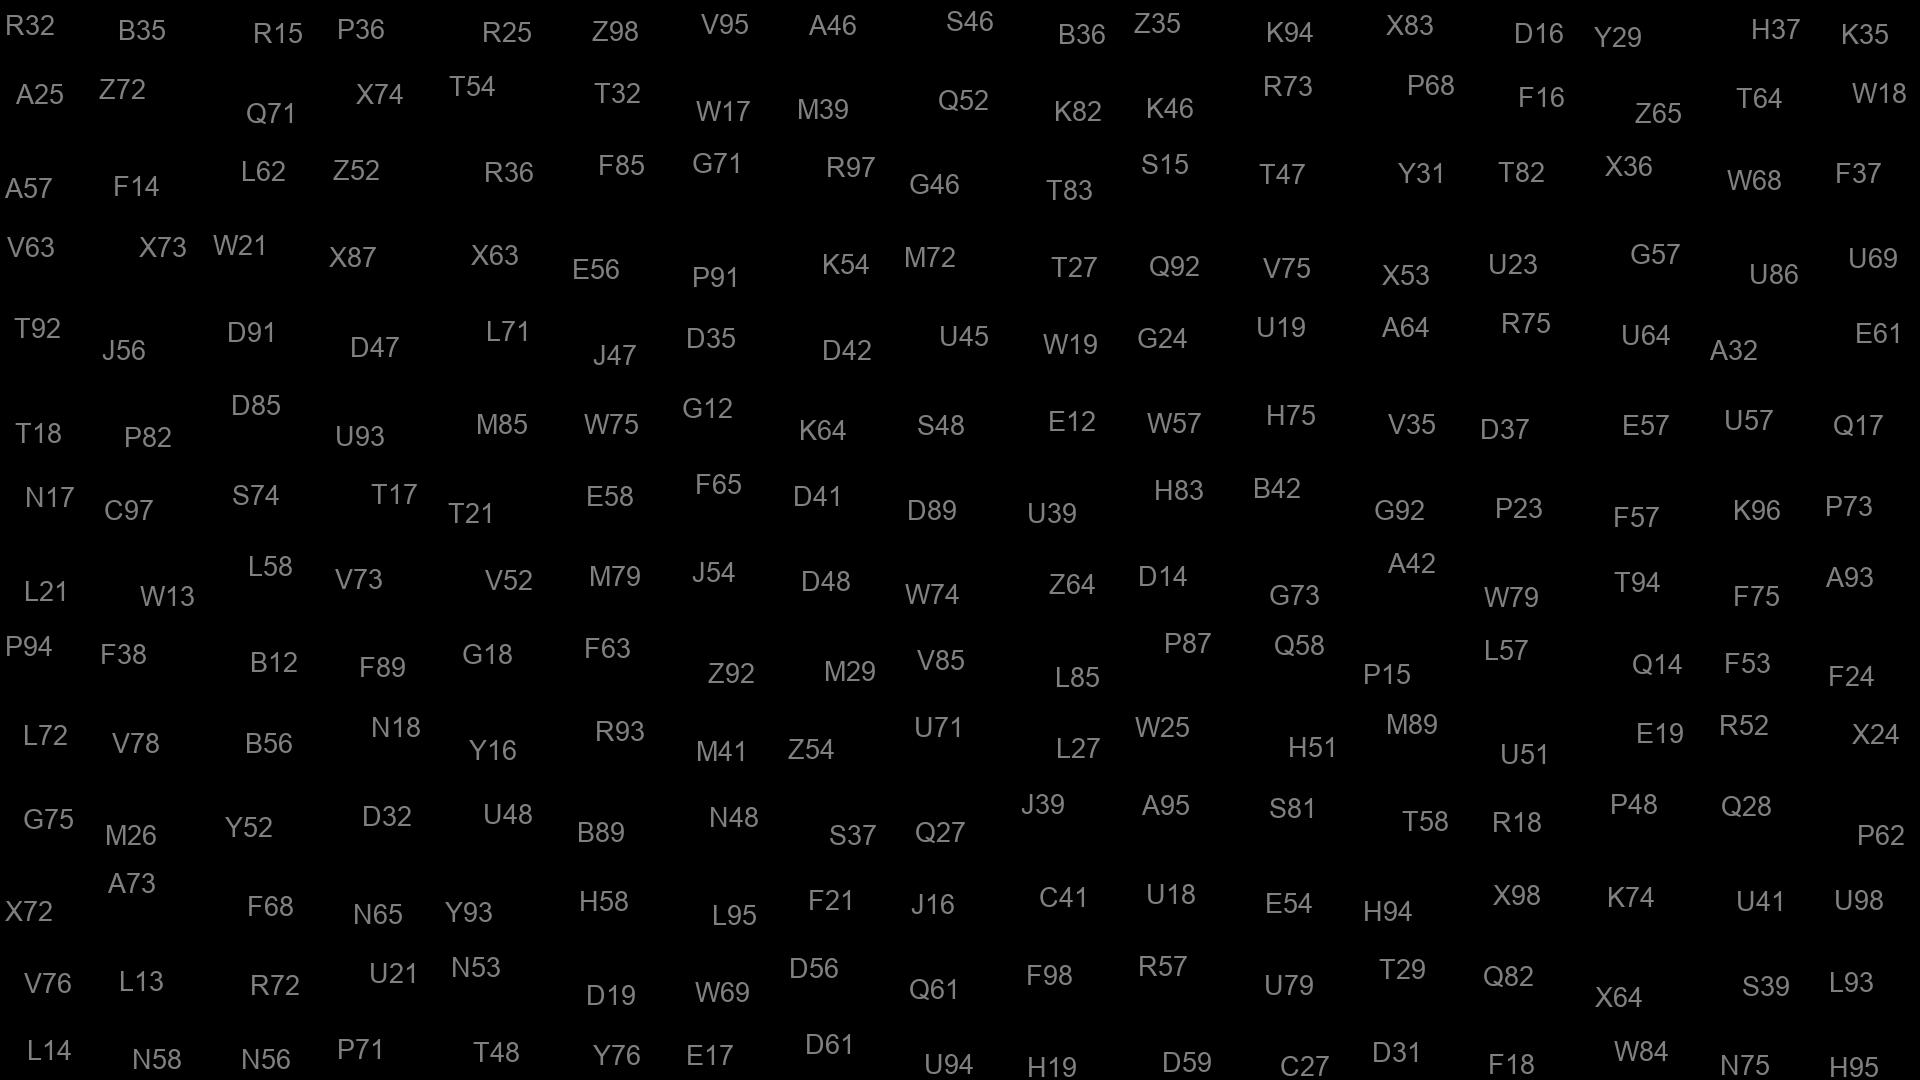 R32 B35 R15 P36 R25 Z98 V95 A46 S46 B36 Z35 K94 X83 D16 Y29 H37 K35
A25 Z72 Q71 X74 T54 T32 W17 M39 Q52 K82 K46 R73 P68 F16 Z65 T64 W18
A57 F14 L62 Z52 R36 F85 G71 R97 G46 T83 S15 T47 Y31 T82 X36 W68 F37
V63 X73 W21 X87 X63 E56 P91 K54 M72 T27 Q92 V75 X53 U23 G57 U86 U69
T92 J56 D91 D47 L71 J47 D35 D42 U45 W19 G24 U19 A64 R75 U64 A32 E61
T18 P82 D85 U93 M85 W75 G12 K64 S48 E12 W57 H75 V35 D37 E57 U57 Q17
N17 C97 S74 T17 T21 E58 F65 D41 D89 U39 H83 B42 G92 P23 F57 K96 P73
L21 W13 L58 V73 V52 M79 J54 D48 W74 Z64 D14 G73 A42 W79 T94 F75 A93
P94 F38 B12 F89 G18 F63 Z92 M29 V85 L85 P87 Q58 P15 L57 Q14 F53 F24
L72 V78 B56 N18 Y16 R93 M41 Z54 U71 L27 W25 H51 M89 U51 E19 R52 X24
G75 M26 Y52 D32 U48 B89 N48 S37 Q27 J39 A95 S81 T58 R18 P48 Q28 P62
X72 A73 F68 N65 Y93 H58 L95 F21 J16 C41 U18 E54 H94 X98 K74 U41 U98
V76 L13 R72 U21 N53 D19 W69 D56 Q61 F98 R57 U79 T29 Q82 X64 S39 L93
L14 N58 N56 P71 T48 Y76 E17 D61 U94 H19 D59 C27 D31 F18 W84 N75 H95